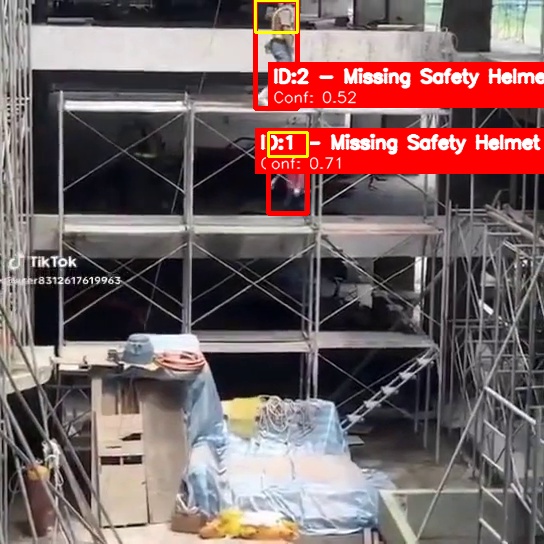 ID:2 – Missing Safety Helme
Conf: 0.52
ID:1 – Missing Safety Helmet
Conf: 0.71
TikTok